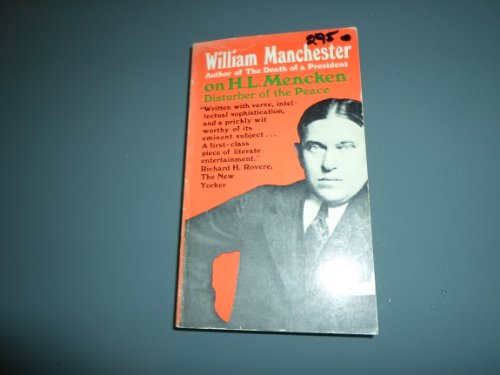 295
William Manchester
Author of The Death of a President
on H.L. Mencken
Disturber of the Peace
"Written with verve, intel-
lectual sophistication,
and a prickly wit
worthy of its
eminent subject...
A first-class
piece of literate
entertainment."
Richard H. Rovere,
The New
Yorker